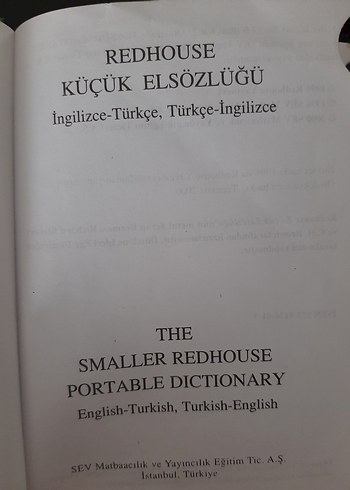 REDHOUSE
KÜÇÜK ELSÖZLÜĞÜ
İngilizce-Türkçe, Türkçe-İngilizce
THE
SMALLER REDHOUSE
PORTABLE DICTIONARY
English-Turkish, Turkish-English
SEV Matbaacılık ve Yayıncılık Eğitim Tic. A.Ş.
İstanbul, Türkiye